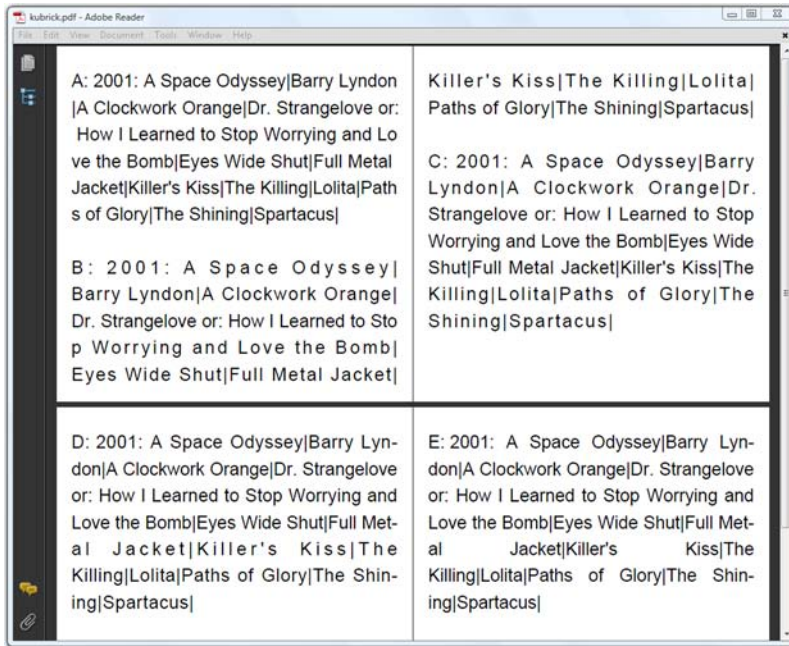 kubrick.pdf - Adobe Reader
File Edit View Document Tools Window Help
A: 2001: A Space Odyssey|Barry Lyndon
|A Clockwork Orange|Dr. Strangelove or:
How I Learned to Stop Worrying and Lo
ve the Bomb|Eyes Wide Shut|Full Metal
Jacket|Killer's Kiss|The Killing|Lolita|Path
s of Glory|The Shining|Spartacus|
B: 2001: A Space Odyssey|
Barry Lyndon|A Clockwork Orange|
Dr. Strangelove or: How I Learned to Sto
p Worrying and Love the Bomb|
Eyes Wide Shut|Full Metal Jacket|
Killer's Kiss|The Killing|Lolita|
Paths of Glory|The Shining|Spartacus|
C: 2001: A Space Odyssey|Barry
Lyndon|A Clockwork Orange|Dr.
Strangelove or: How I Learned to Stop
Worrying and Love the Bomb|Eyes Wide
Shut|Full Metal Jacket|Killer's Kiss|The
Killing|Lolita|Paths of Glory|The
Shining|Spartacus|
D: 2001: A Space Odyssey|Barry Lyn-
don|A Clockwork Orange|Dr. Strangelove
or: How I Learned to Stop Worrying and
Love the Bomb|Eyes Wide Shut|Full Met-
al Jacket|Killer's Kiss|The
Killing|Lolita|Paths of Glory|The Shin-
ing|Spartacus|
E: 2001: A Space Odyssey|Barry Lyn-
don|A Clockwork Orange|Dr. Strangelove
or: How I Learned to Stop Worrying and
Love the Bomb|Eyes Wide Shut|Full Met-
al Jacket|Killer's Kiss|The
Killing|Lolita|Paths of Glory|The Shin-
ing|Spartacus|